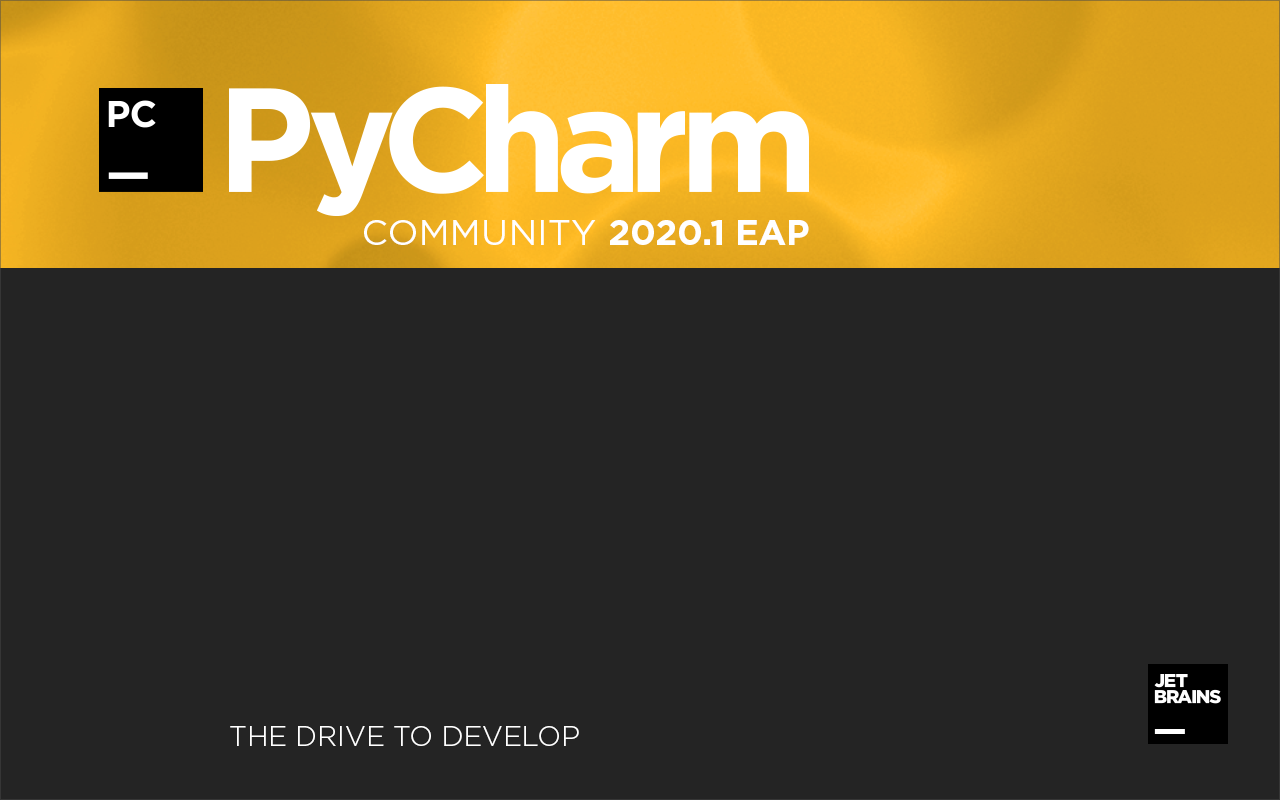 PC
PyCharm
COMMUNITY 2020.1 EAP
THE DRIVE TO DEVELOP
JET
BRAINS